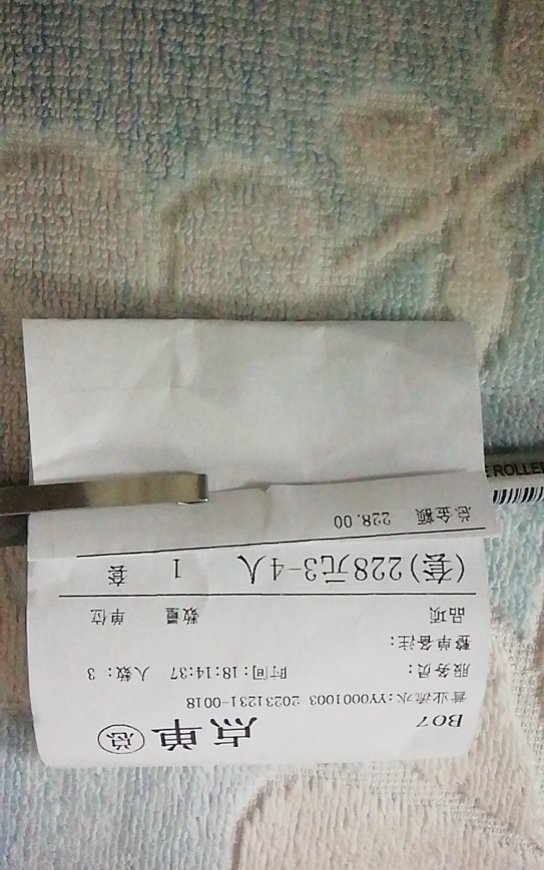 点单 总
B07
营业流水:YY0001003 20231231-0018
服务员: 时间:18:14:37 人数: 3
整单备注:
品项 数量 单位
(套)228元3-4人 1 套
总金额 228.00
E ROLLER